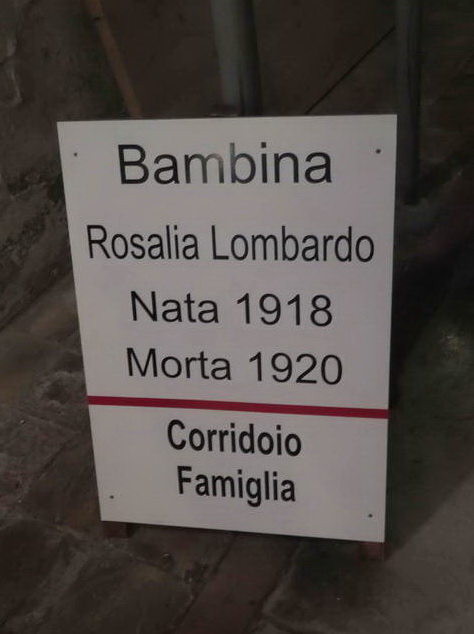 Bambina
Rosalia Lombardo
Nata 1918
Morta 1920
Corridoio
Famiglia